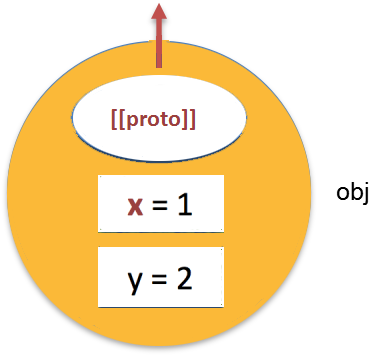 [[proto]]
x = 1
obj
y = 2